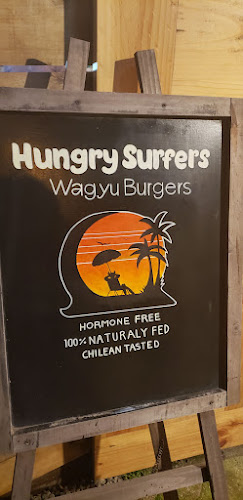 Hungry Surfers
Wagyu Burgers
HORMONE FREE
100% NATURALY FED
CHILEAN TASTED